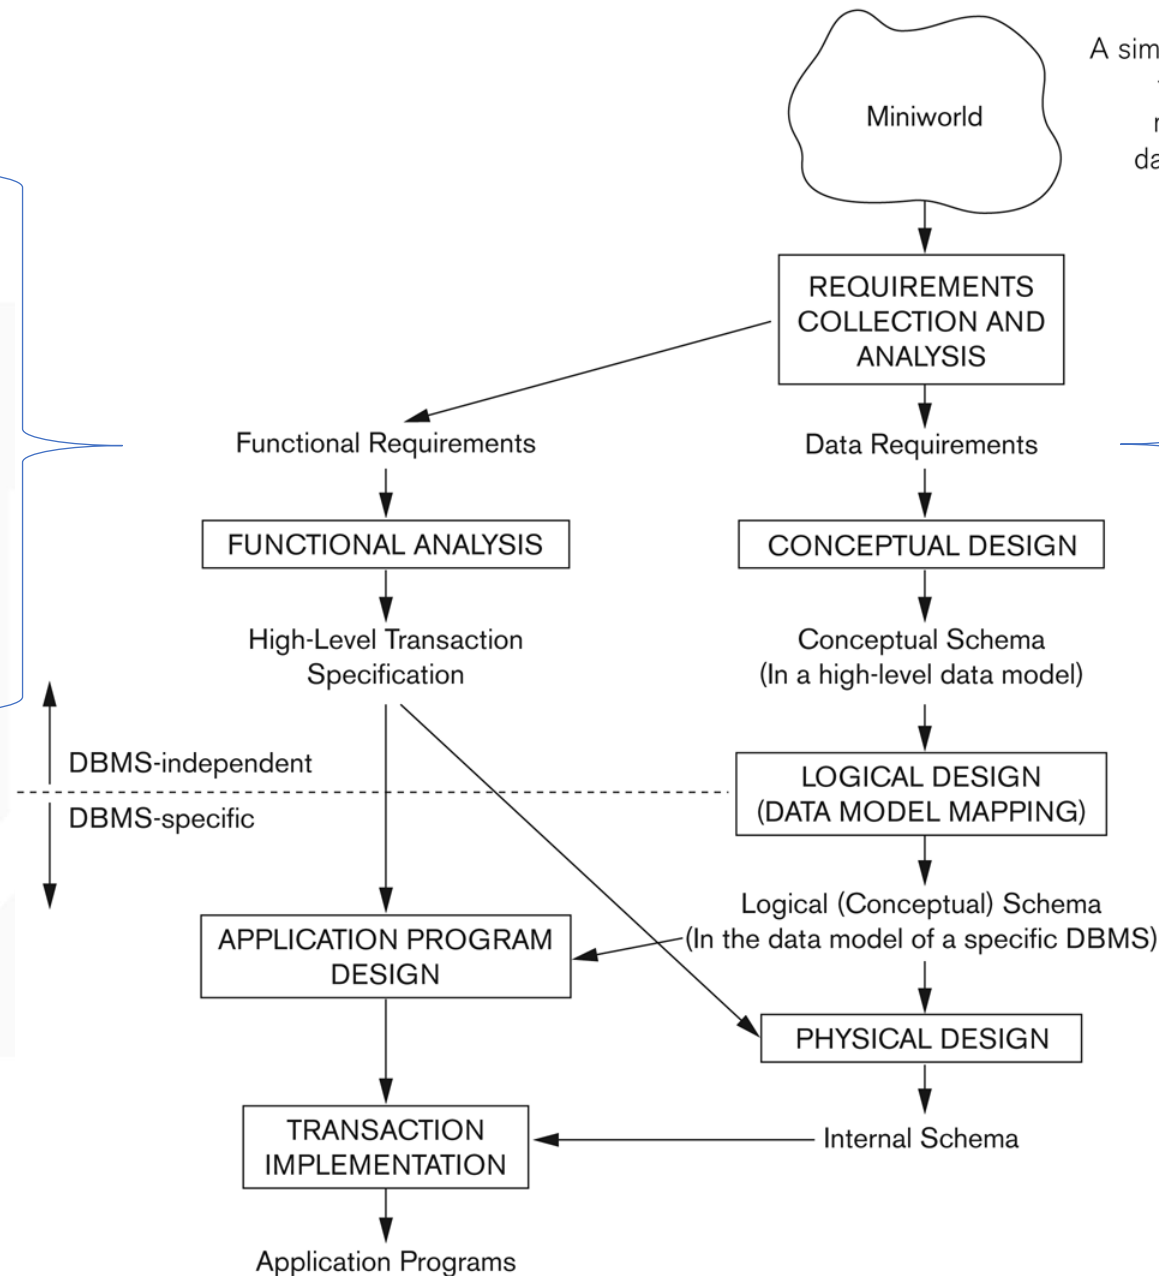 Miniworld
A sim
r
da
REQUIREMENTS
COLLECTION AND
ANALYSIS
Functional Requirements
Data Requirements
FUNCTIONAL ANALYSIS
CONCEPTUAL DESIGN
High-Level Transaction
Specification
Conceptual Schema
(In a high-level data model)
DBMS-independent
DBMS-specific
LOGICAL DESIGN
(DATA MODEL MAPPING)
Logical (Conceptual) Schema
(In the data model of a specific DBMS)
APPLICATION PROGRAM
DESIGN
PHYSICAL DESIGN
TRANSACTION
IMPLEMENTATION
Internal Schema
Application Programs